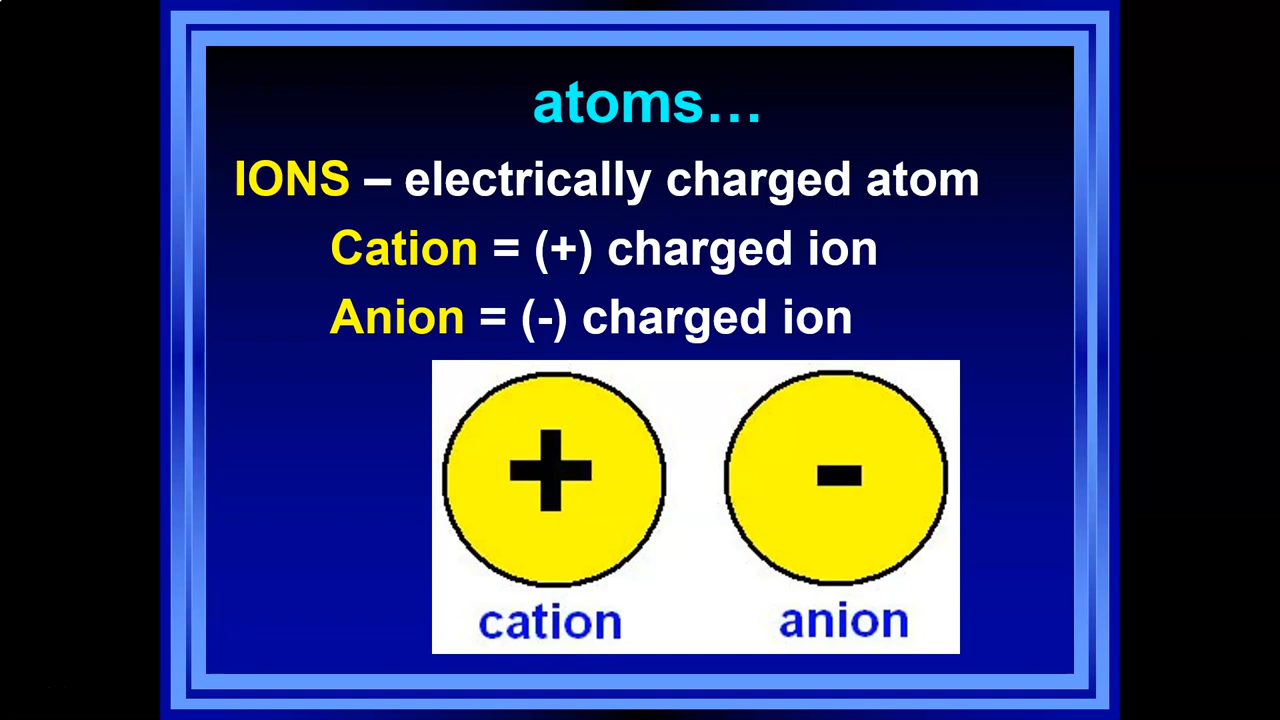 atoms…
IONS – electrically charged atom
Cation = (+) charged ion
Anion = (-) charged ion
+ -
cation anion